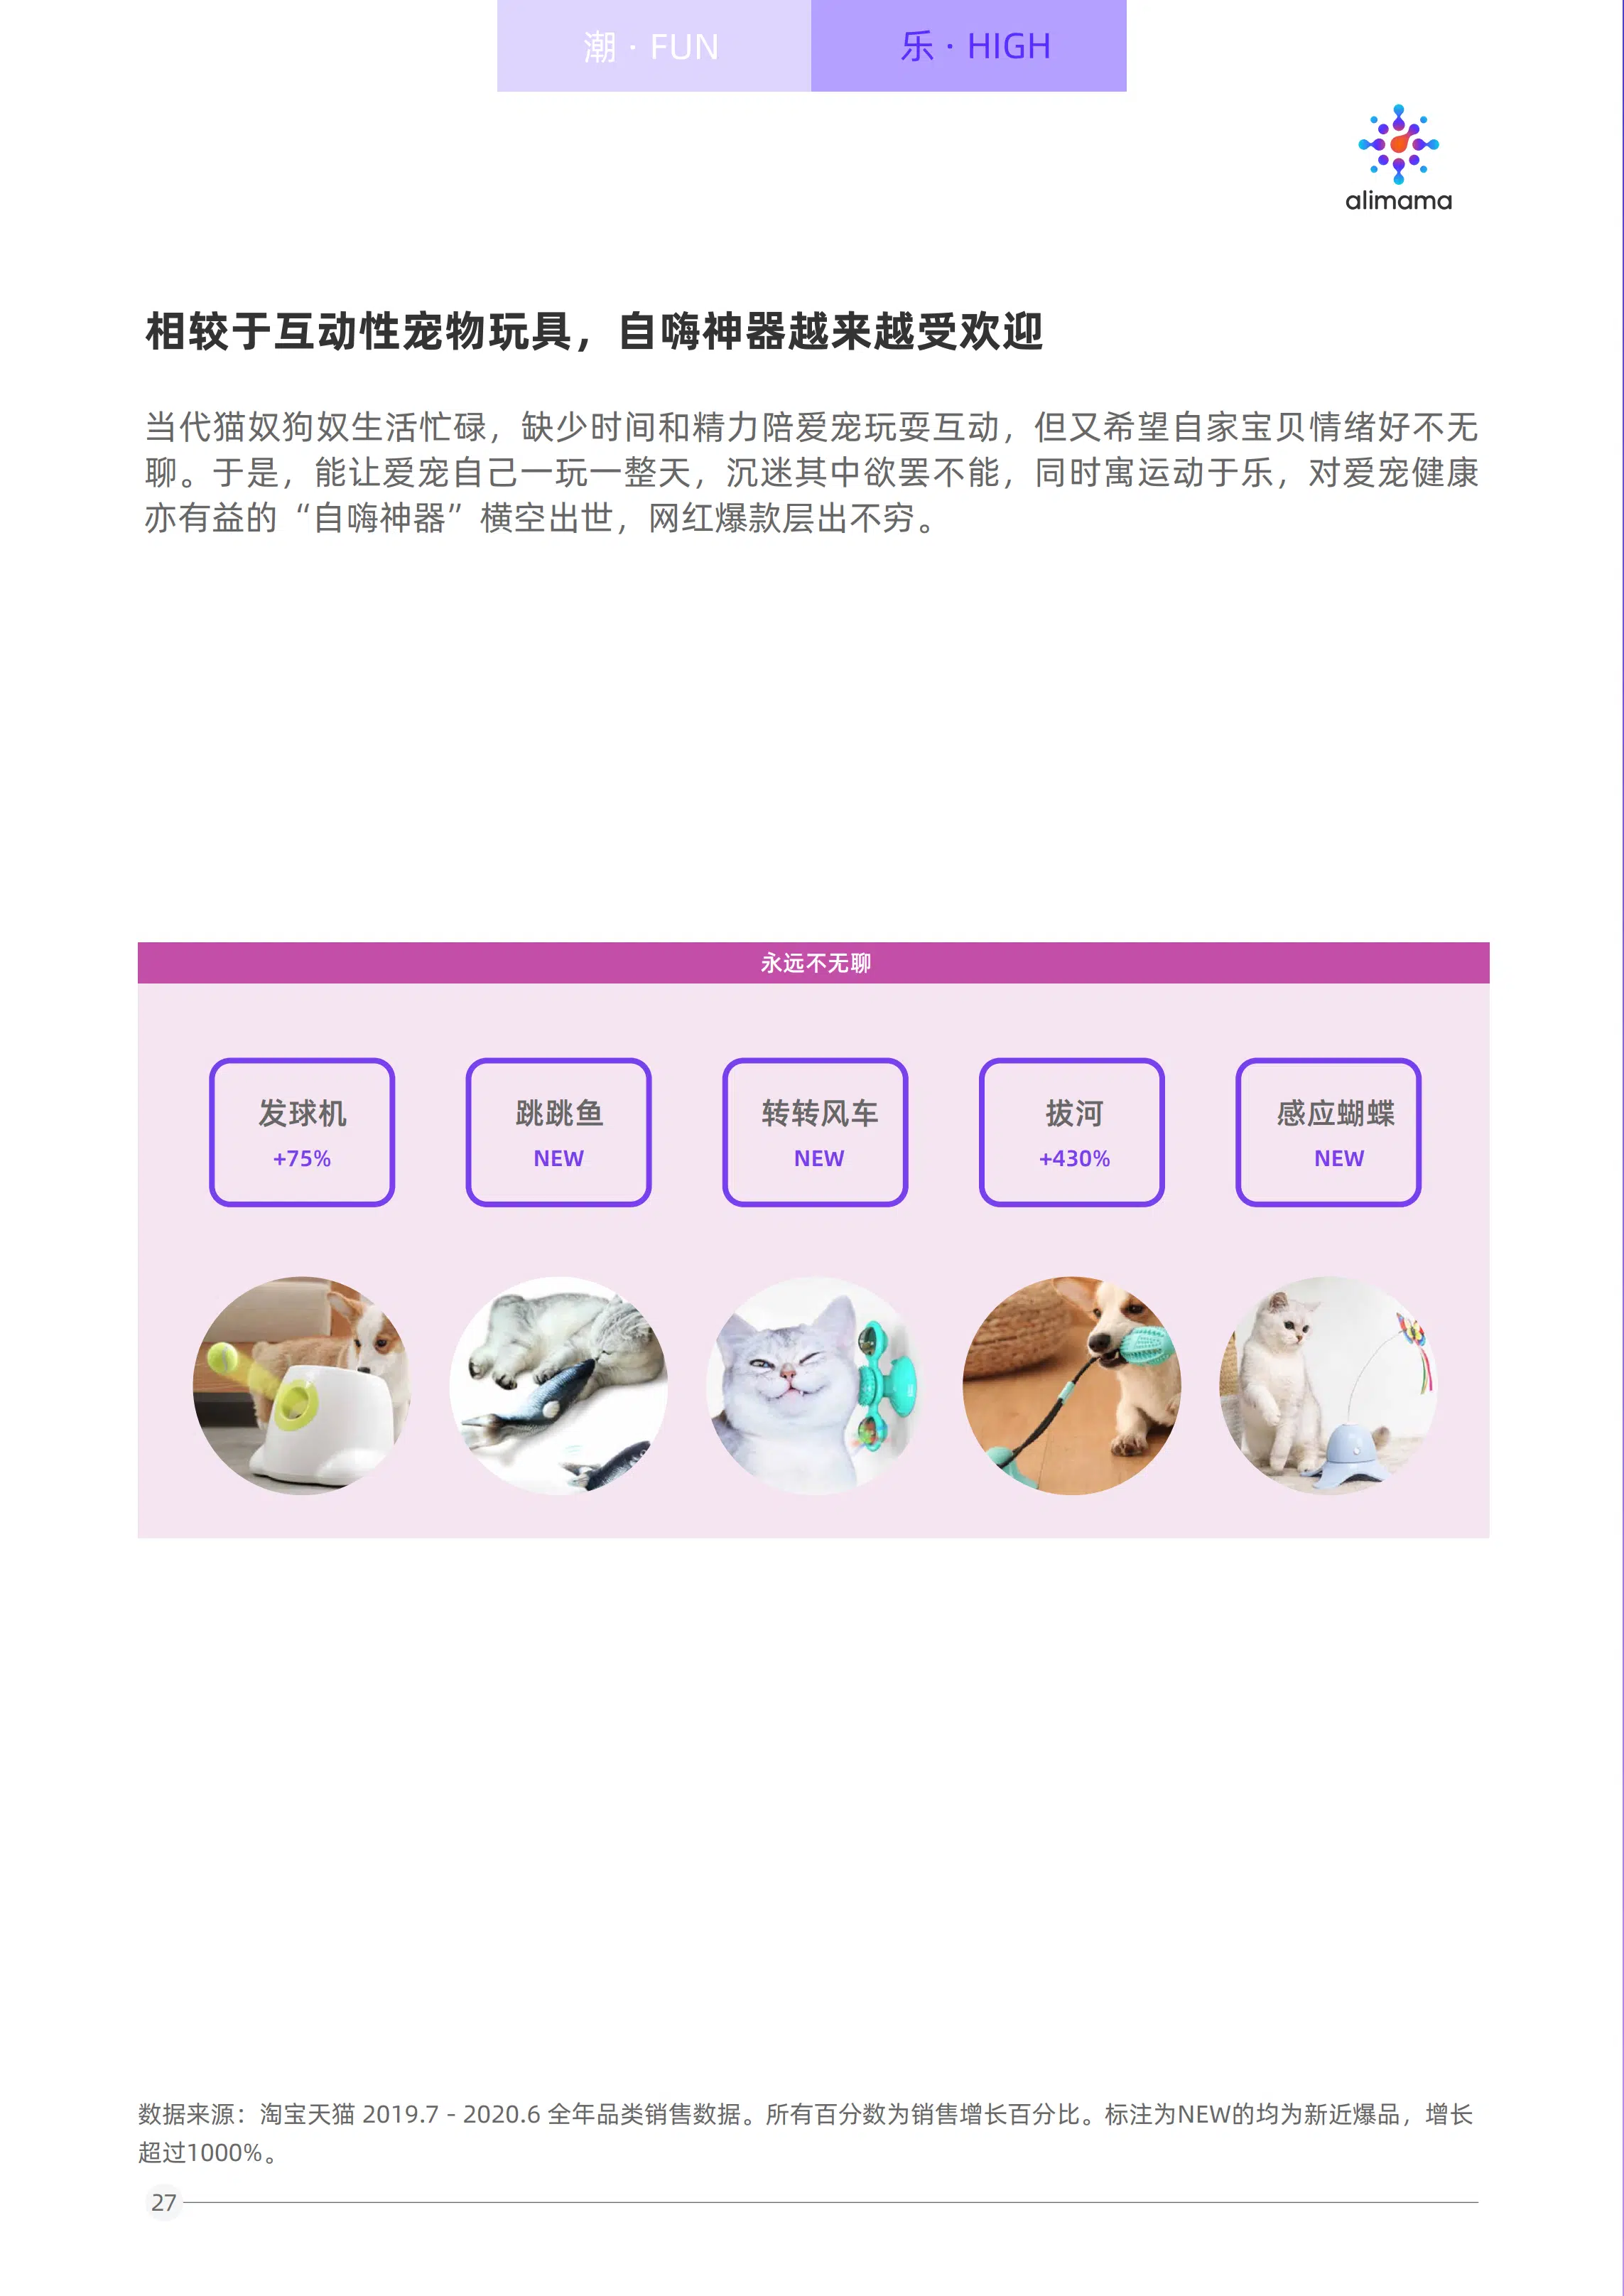 潮 · FUN
乐 · HIGH
alimama
相较于互动性宠物玩具，自嗨神器越来越受欢迎
当代猫奴狗奴生活忙碌，缺少时间和精力陪爱宠玩耍互动，但又希望自家宝贝情绪好不无
聊。于是，能让爱宠自己一玩一整天，沉迷其中欲罢不能，同时寓运动于乐，对爱宠健康
亦有益的“自嗨神器”横空出世，网红爆款层出不穷。
永远不无聊
发球机
+75%
跳跳鱼
NEW
转转风车
NEW
拔河
+430%
感应蝴蝶
NEW
数据来源：淘宝天猫 2019.7 - 2020.6 全年品类销售数据。所有百分数为销售增长百分比。标注为NEW的均为新近爆品，增长
超过1000%。
27